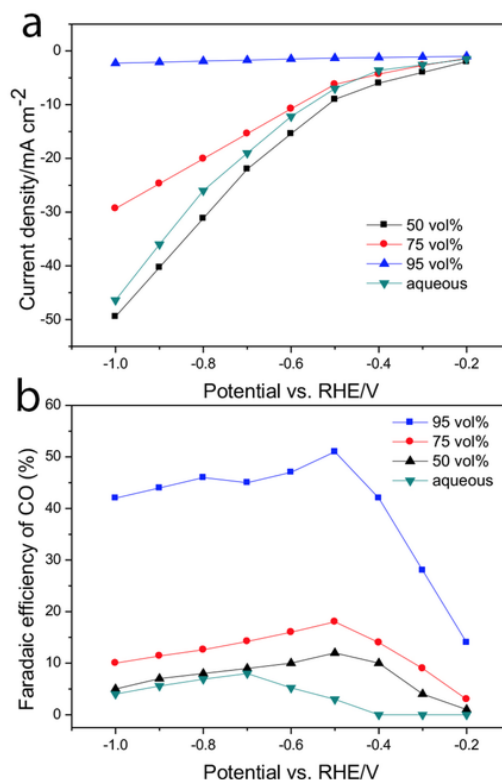 a
0
-10
-20
-30
-40
-50
Current density/mA cm-2
50 vol%
75 vol%
95 vol%
aqueous
-1.0 -0.8 -0.6 -0.4 -0.2
Potential vs. RHE/V
b
60
50
40
30
20
10
0
Faradaic efficiency of CO (%)
95 vol%
75 vol%
50 vol%
aqueous
-1.0 -0.8 -0.6 -0.4 -0.2
Potential vs. RHE/V